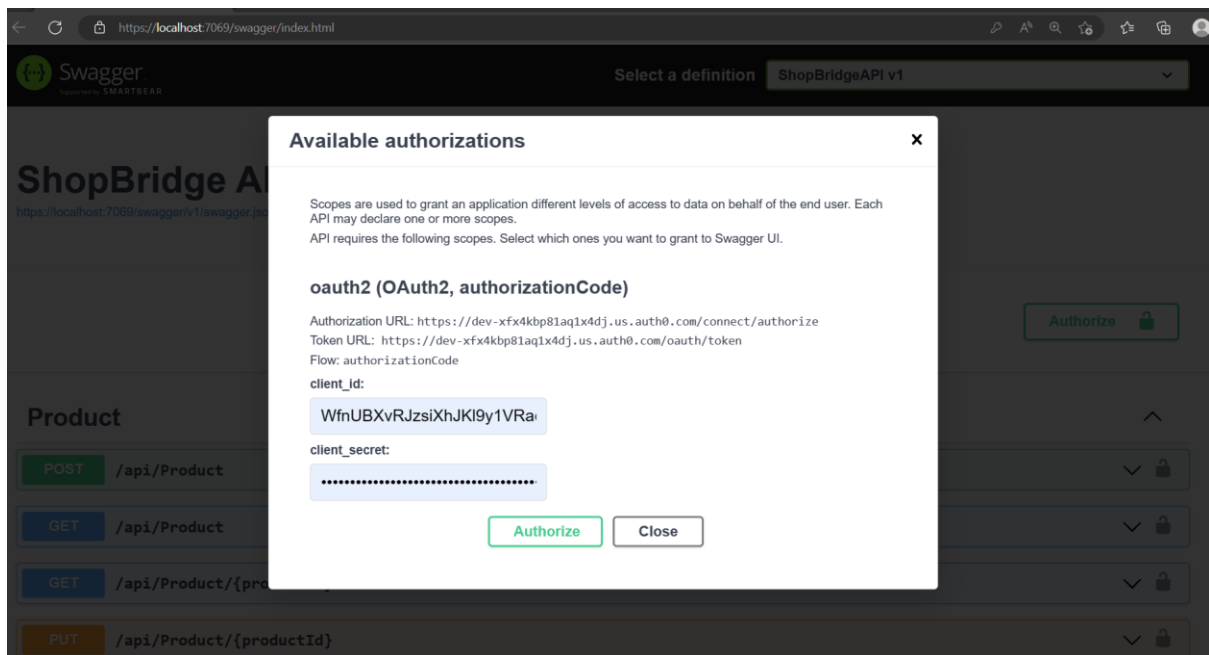 https://localhost:7069/swagger/index.html
Swagger.
Supported by SMARTBEAR
Select a definition
ShopBridgeAPI v1
Available authorizations
ShopBridge
https://localhost:7069/swagger/v1/swagger.jso
Scopes are used to grant an application different levels of access to data on behalf of the end user. Each
API may declare one or more scopes.
API requires the following scopes. Select which ones you want to grant to Swagger UI.
oauth2 (OAuth2, authorizationCode)
Authorization URL: https://dev-xfx4kbp81aq1x4dj.us.auth0.com/connect/authorize
Token URL: https://dev-xfx4kbp81aq1x4dj.us.auth0.com/oauth/token
Flow: authorizationCode
Authorize
client_id:
WfnUBXvRJzsiXhJKl9y1VRa
client_secret:
Authorize
Close
Product
POST /api/Product
GET /api/Product
GET /api/Product/{pro
PUT /api/Product/{productId}